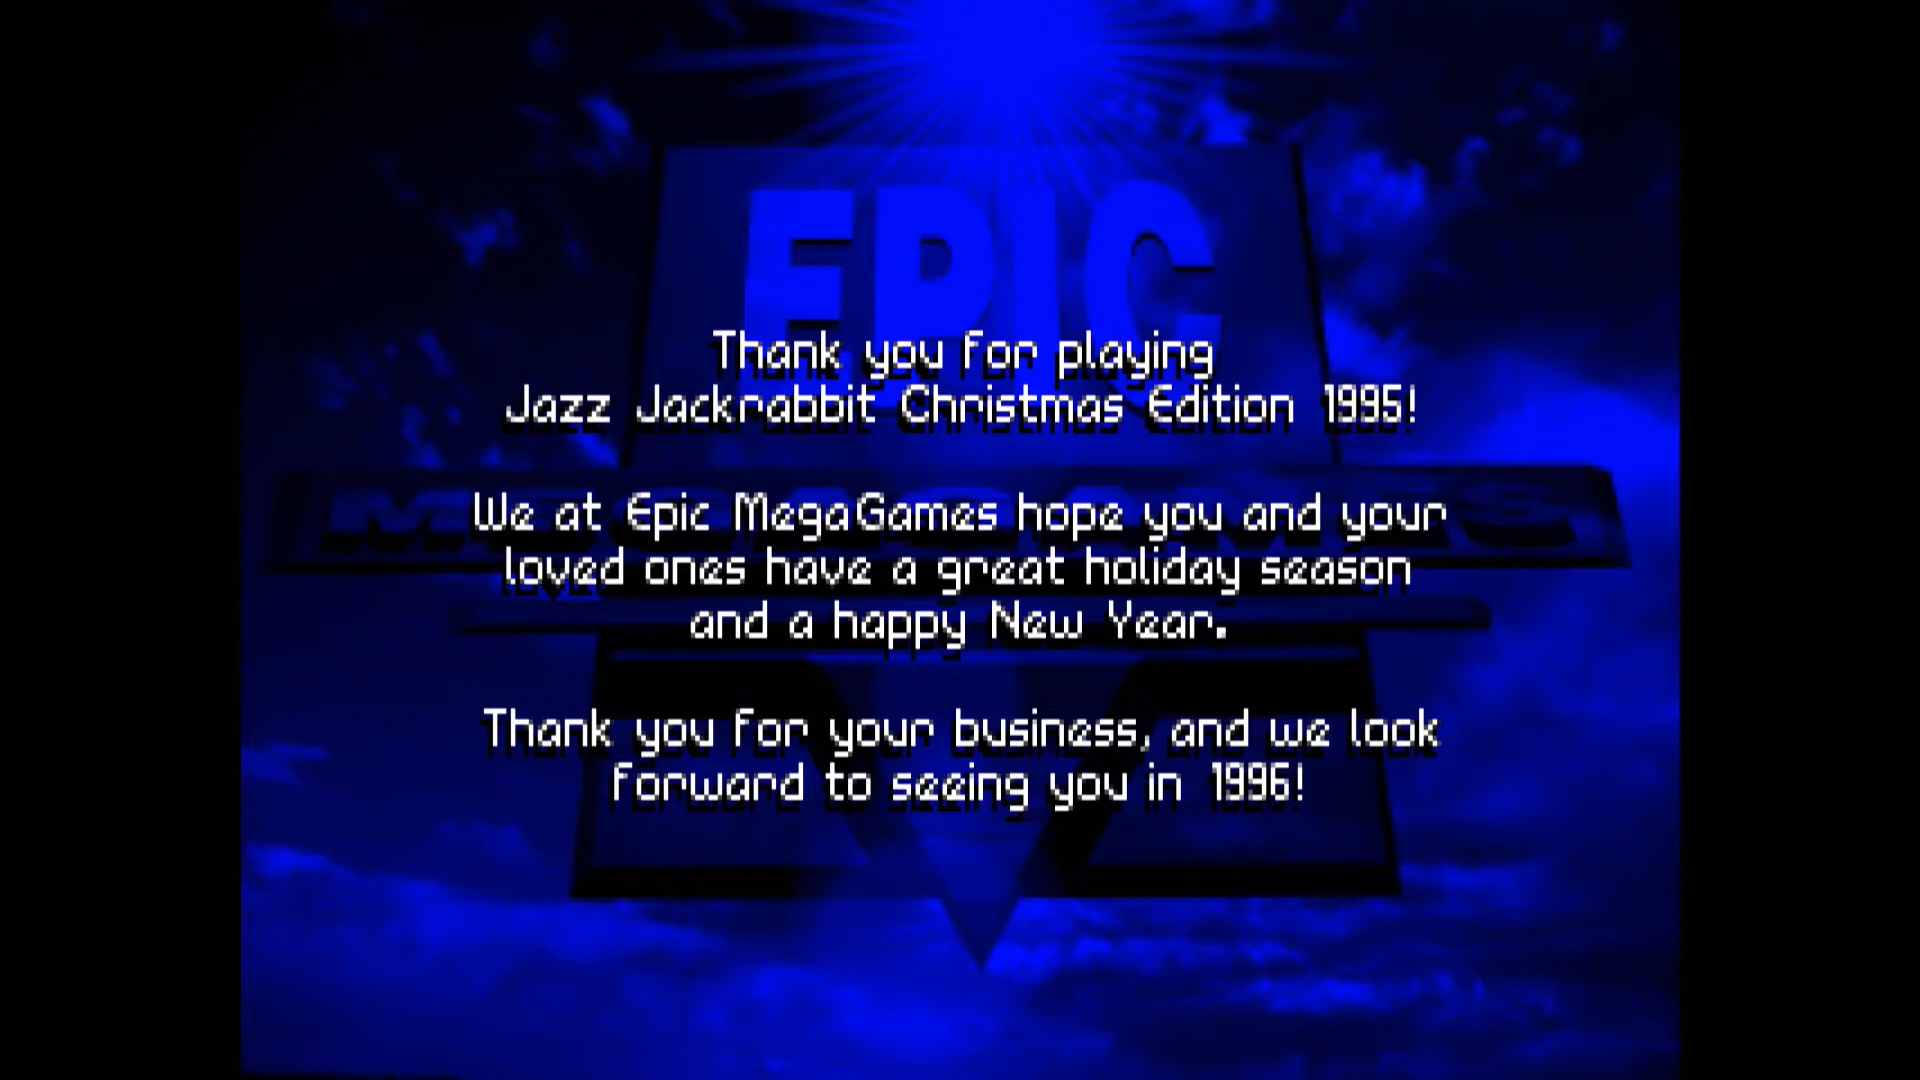 EPIC
MEGAGAMES
Thank you for playing
Jazz Jackrabbit Christmas Edition 1995!
We at Epic MegaGames hope you and your
loved ones have a great holiday season
and a happy New Year.
Thank you for your business, and we look
forward to seeing you in 1996!